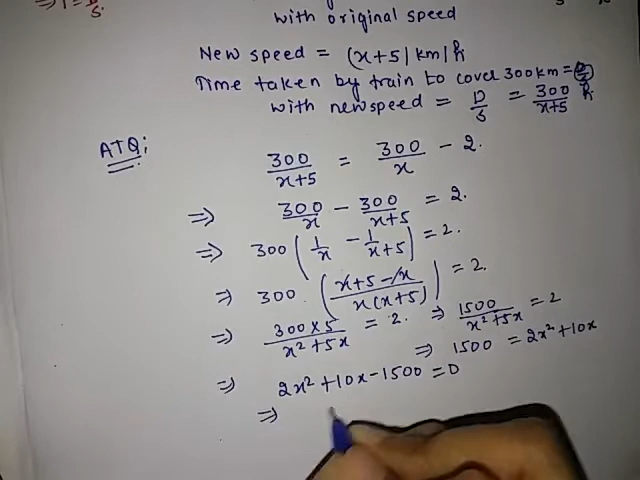 with original speed
New speed = (x+5) km/h
Time taken by train to cover 300km =
with new speed = D/S = 300/x+5 h
ATQ;
300/x+5 = 300/x - 2.
⇒ 300/x - 300/x+5 = 2.
⇒ 300 (1/x - 1/x+5) = 2.
⇒ 300 (x+5-x/x(x+5)) = 2.
⇒ 300×5/x²+5x = 2. ⇒ 1500/x²+5x = 2
⇒ 1500 = 2x²+10x
⇒ 2x²+10x-1500 = 0
⇒